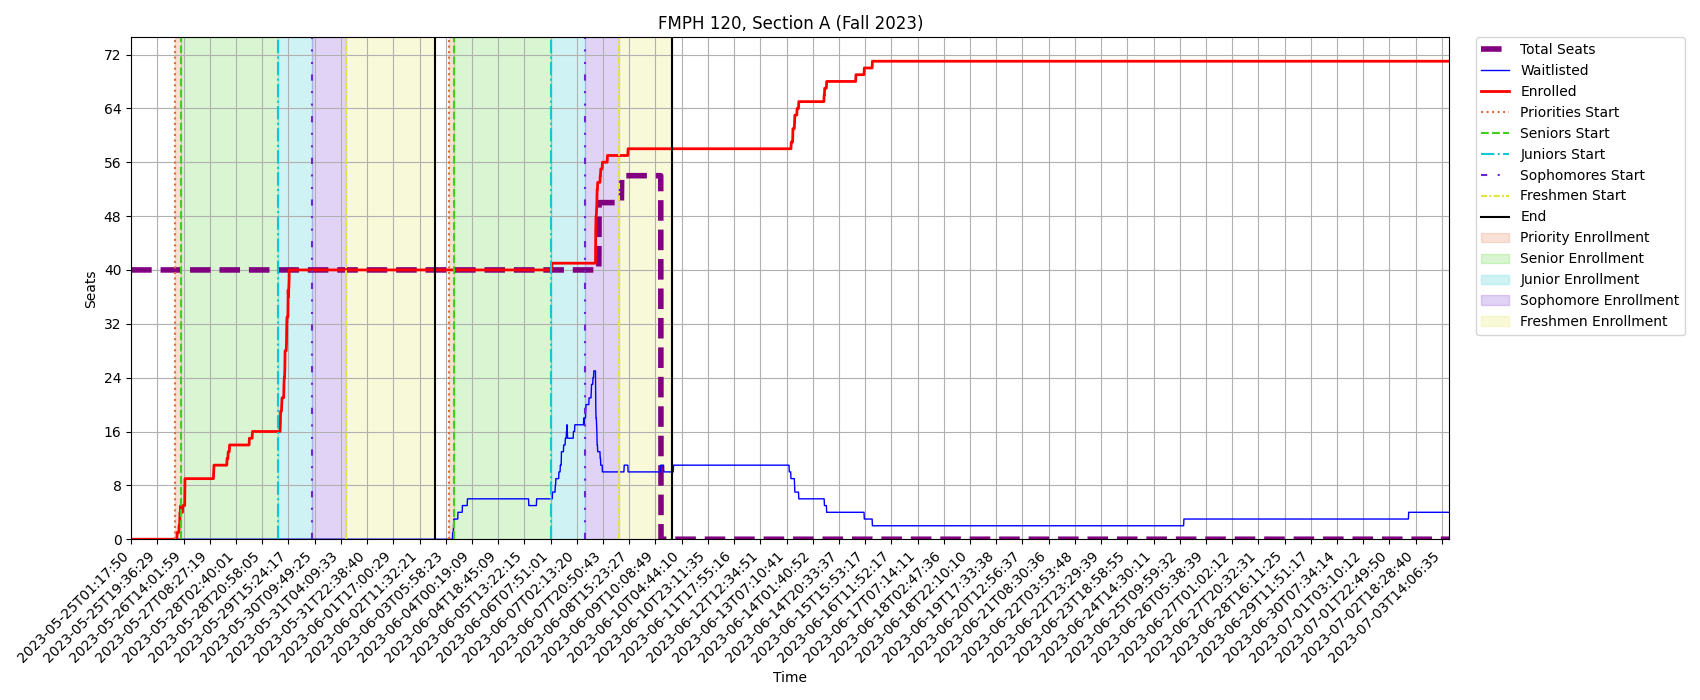 FMPH 120, Section A (Fall 2023)
72
64
56
48
40
32
24
16
8
0
Seats
2023-05-25T01:17:50
2023-05-25T19:36:29
2023-05-26T14:01:59
2023-05-27T08:27:19
2023-05-28T02:40:01
2023-05-28T20:58:05
2023-05-29T15:24:17
2023-05-30T09:49:25
2023-05-31T04:09:33
2023-05-31T22:38:40
2023-06-01T17:00:29
2023-06-02T11:32:21
2023-06-03T05:58:23
2023-06-04T00:19:09
2023-06-04T18:45:09
2023-06-05T13:22:15
2023-06-06T07:51:01
2023-06-07T02:13:20
2023-06-07T20:50:43
2023-06-08T15:23:27
2023-06-09T10:08:49
2023-06-10T04:44:10
2023-06-10T23:11:35
2023-06-11T17:55:16
2023-06-12T12:34:51
2023-06-13T07:10:41
2023-06-14T01:40:52
2023-06-14T20:33:37
2023-06-15T15:53:17
2023-06-16T11:52:17
2023-06-17T07:14:11
2023-06-18T02:47:36
2023-06-18T22:10:10
2023-06-19T17:33:38
2023-06-20T12:56:37
2023-06-21T08:30:36
2023-06-22T03:53:48
2023-06-22T23:29:39
2023-06-23T18:58:55
2023-06-24T14:30:11
2023-06-25T09:59:32
2023-06-26T05:38:39
2023-06-27T01:02:12
2023-06-27T20:32:31
2023-06-28T16:11:25
2023-06-29T11:51:17
2023-06-30T07:34:14
2023-07-01T03:10:12
2023-07-01T22:49:50
2023-07-02T18:28:40
2023-07-03T14:06:35
Time
Total Seats
Waitlisted
Enrolled
Priorities Start
Seniors Start
Juniors Start
Sophomores Start
Freshmen Start
End
Priority Enrollment
Senior Enrollment
Junior Enrollment
Sophomore Enrollment
Freshmen Enrollment